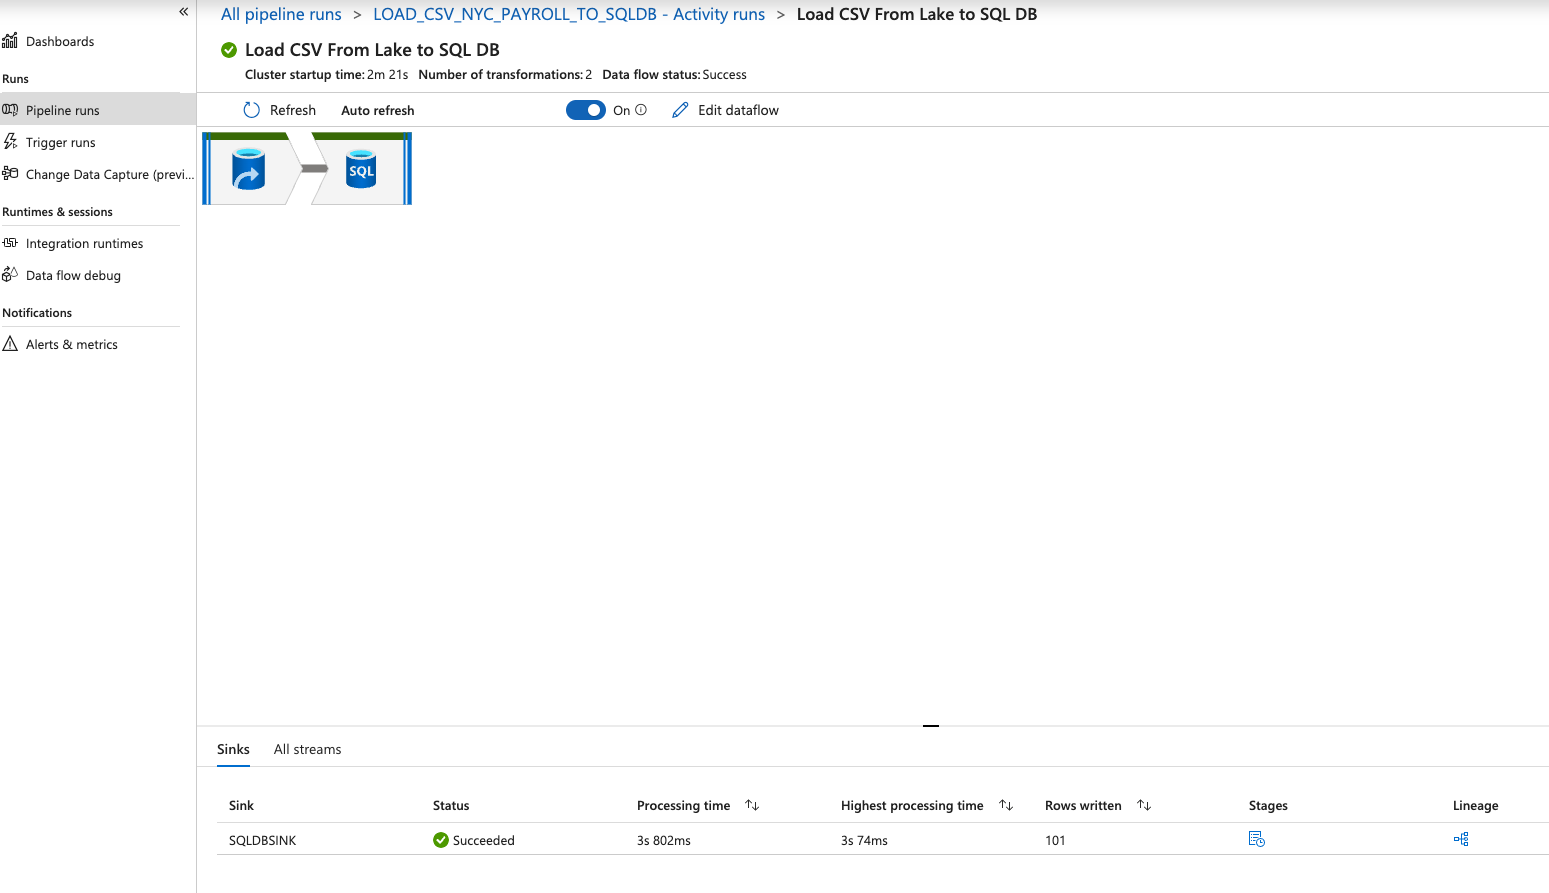 «
Dashboards
Runs
Pipeline runs
Trigger runs
Change Data Capture (previ...
Runtimes & sessions
Integration runtimes
Data flow debug
Notifications
Alerts & metrics
All pipeline runs > LOAD_CSV_NYC_PAYROLL_TO_SQLDB - Activity runs > Load CSV From Lake to SQL DB
Load CSV From Lake to SQL DB
Cluster startup time: 2m 21s Number of transformations: 2 Data flow status: Success
Refresh Auto refresh On Edit dataflow
SQL
Sinks All streams
Sink Status Processing time Highest processing time Rows written Stages Lineage
SQLDBSINK Succeeded 3s 802ms 3s 74ms 101